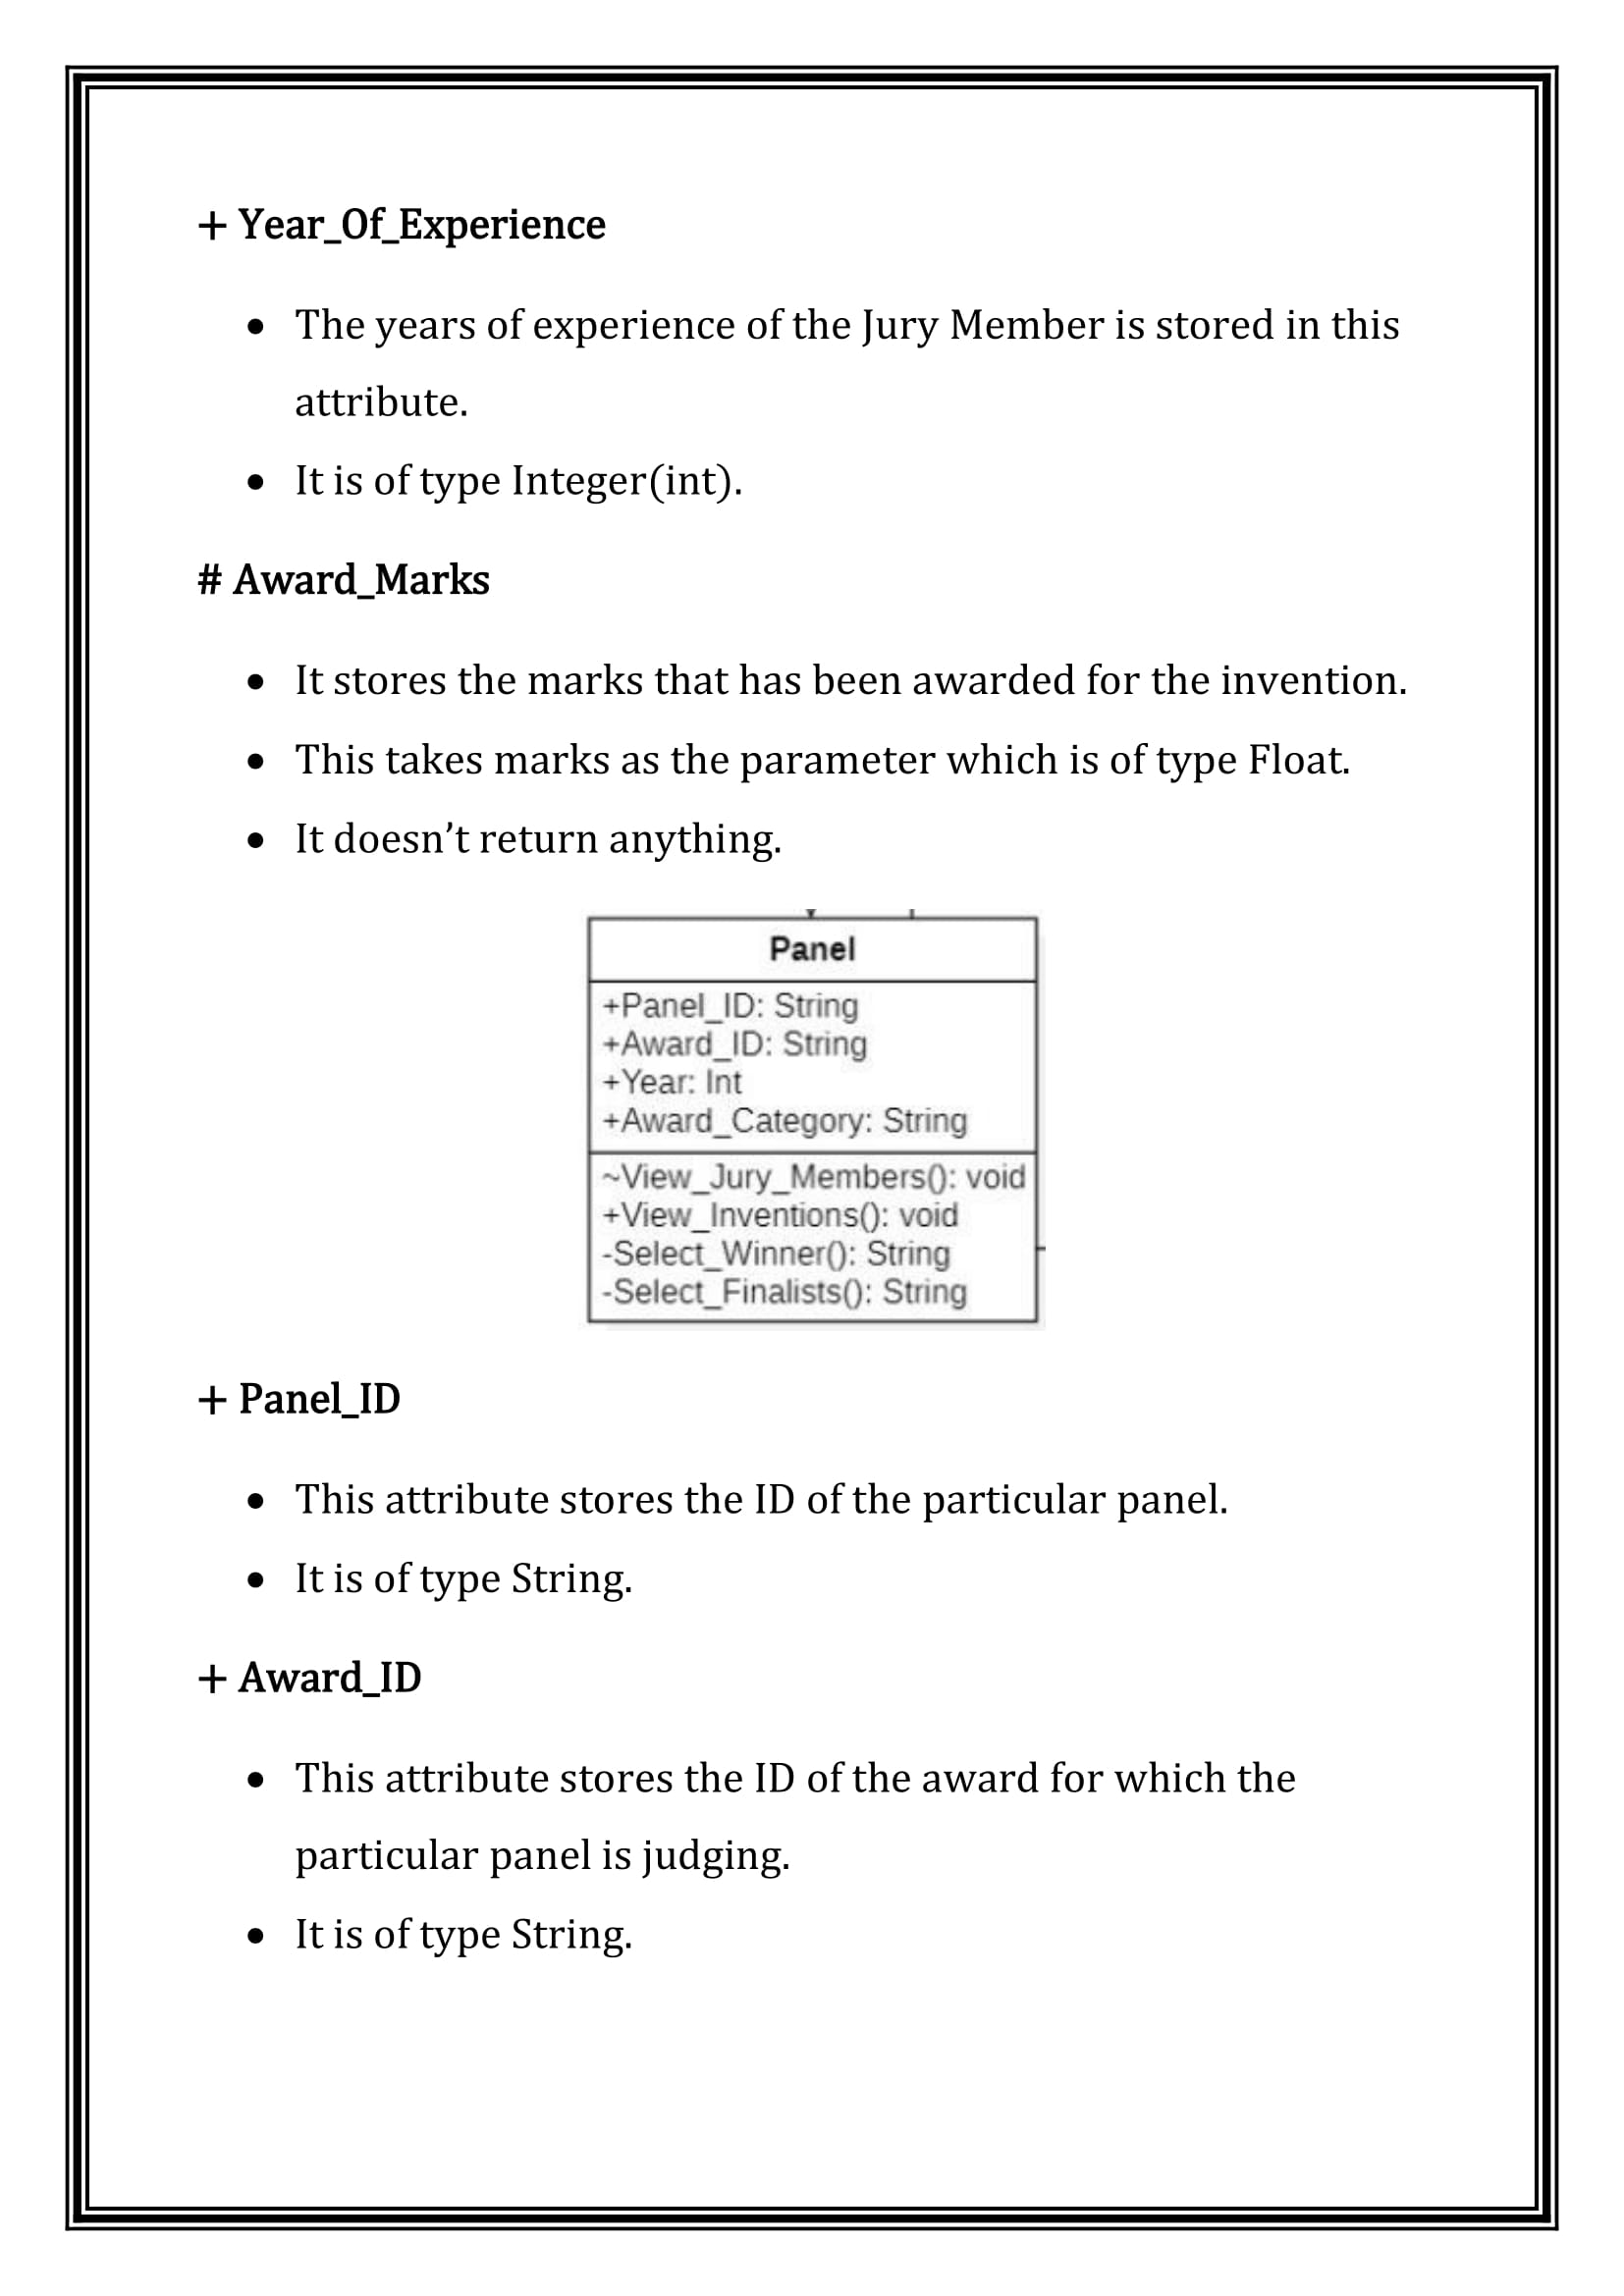 + Year_Of_Experience
• The years of experience of the Jury Member is stored in this
attribute.
• It is of type Integer(int).
# Award_Marks
• It stores the marks that has been awarded for the invention.
• This takes marks as the parameter which is of type Float.
• It doesn’t return anything.
Panel
+Panel_ID: String
+Award_ID: String
+Year: Int
+Award_Category: String
~View_Jury_Members(): void
+View_Inventions(): void
-Select_Winner(): String
-Select_Finalists(): String
+ Panel_ID
• This attribute stores the ID of the particular panel.
• It is of type String.
+ Award_ID
• This attribute stores the ID of the award for which the
particular panel is judging.
• It is of type String.